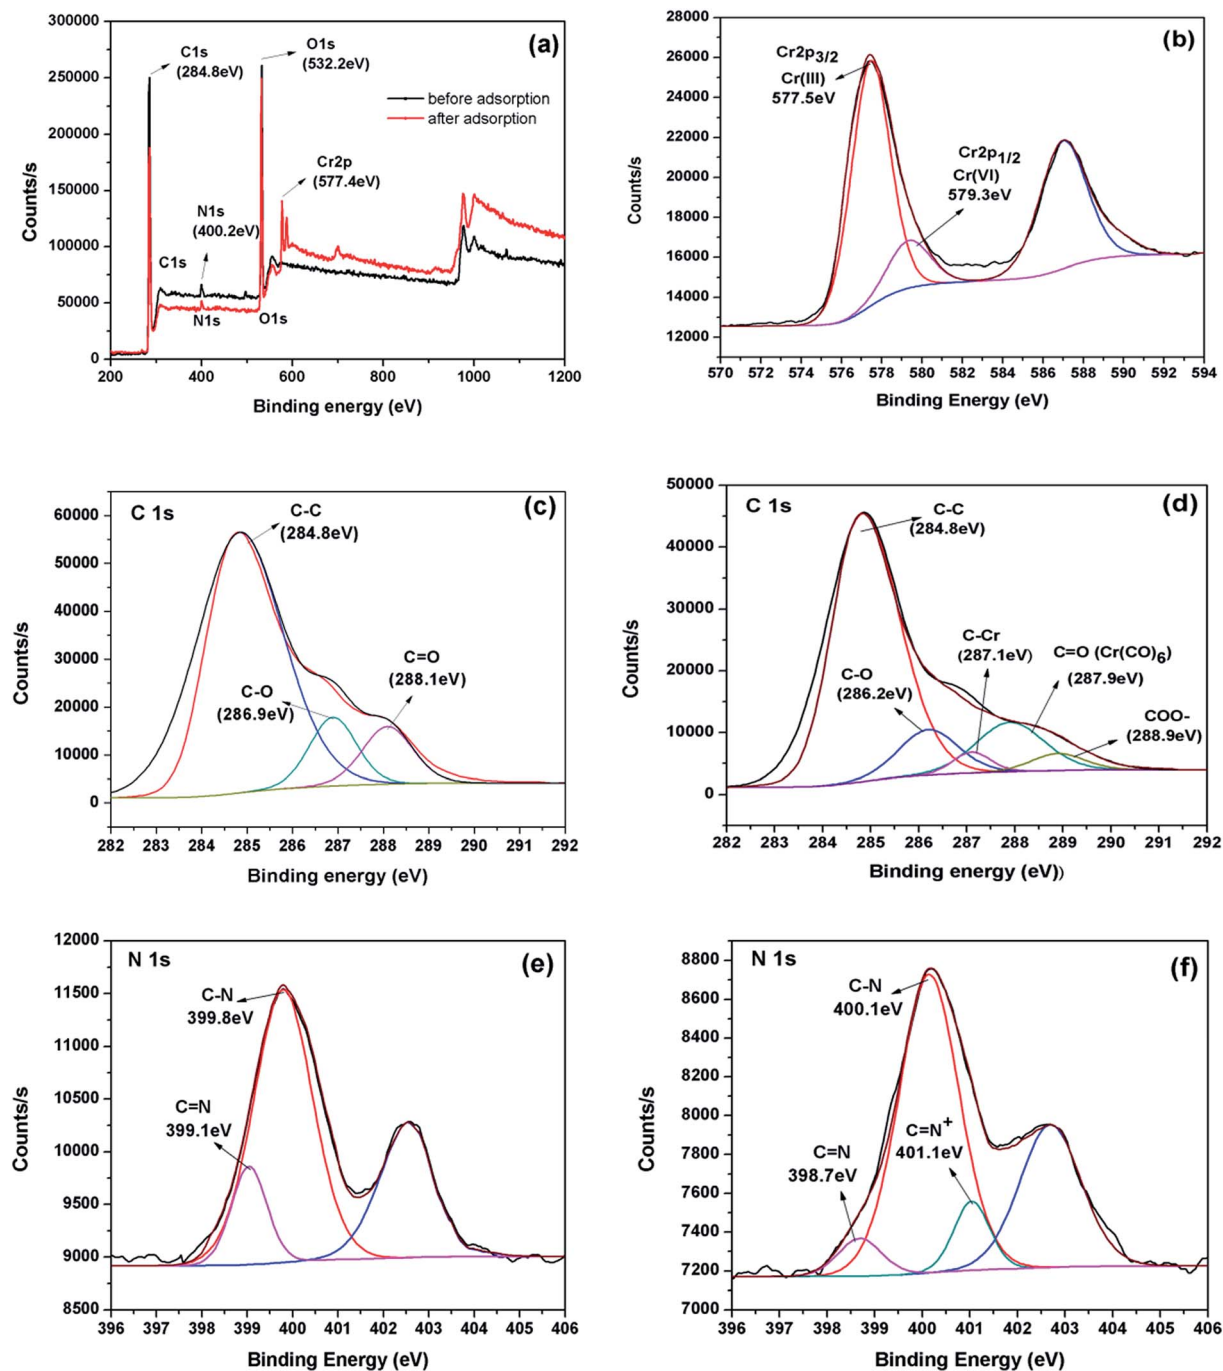 (a)
300000
250000
200000
150000
100000
50000
0
Counts/s
C1s
(284.8eV)
O1s
(532.2eV)
before adsorption
after adsorption
Cr2p
(577.4eV)
N1s
(400.2eV)
C1s
N1s
O1s
200 400 600 800 1000 1200
Binding energy (eV)
(b)
28000
26000
24000
22000
20000
18000
16000
14000
12000
Counts/s
Cr2p3/2
Cr(III)
577.5eV
Cr2p1/2
Cr(VI)
579.3eV
570 572 574 576 578 580 582 584 586 588 590 592 594
Binding Energy (eV)
C 1s
(c)
60000
50000
40000
30000
20000
10000
0
Counts/s
C-C
(284.8eV)
C=O
(288.1eV)
C-O
(286.9eV)
282 283 284 285 286 287 288 289 290 291 292
Binding energy (eV)
C 1s
(d)
50000
40000
30000
20000
10000
0
Counts/s
C-C
(284.8eV)
C-Cr
(287.1eV)
C=O (Cr(CO)6)
(287.9eV)
C-O
(286.2eV)
COO-
(288.9eV)
282 283 284 285 286 287 288 289 290 291 292
Binding energy (eV))
N 1s
(e)
12000
11500
11000
10500
10000
9500
9000
8500
Counts/s
C-N
399.8eV
C=N
399.1eV
396 397 398 399 400 401 402 403 404 405 406
Binding Energy (eV)
N 1s
(f)
8800
8600
8400
8200
8000
7800
7600
7400
7200
7000
Counts/s
C-N
400.1eV
C=N+
401.1eV
C=N
398.7eV
396 397 398 399 400 401 402 403 404 405 406
Binding Energy (eV)